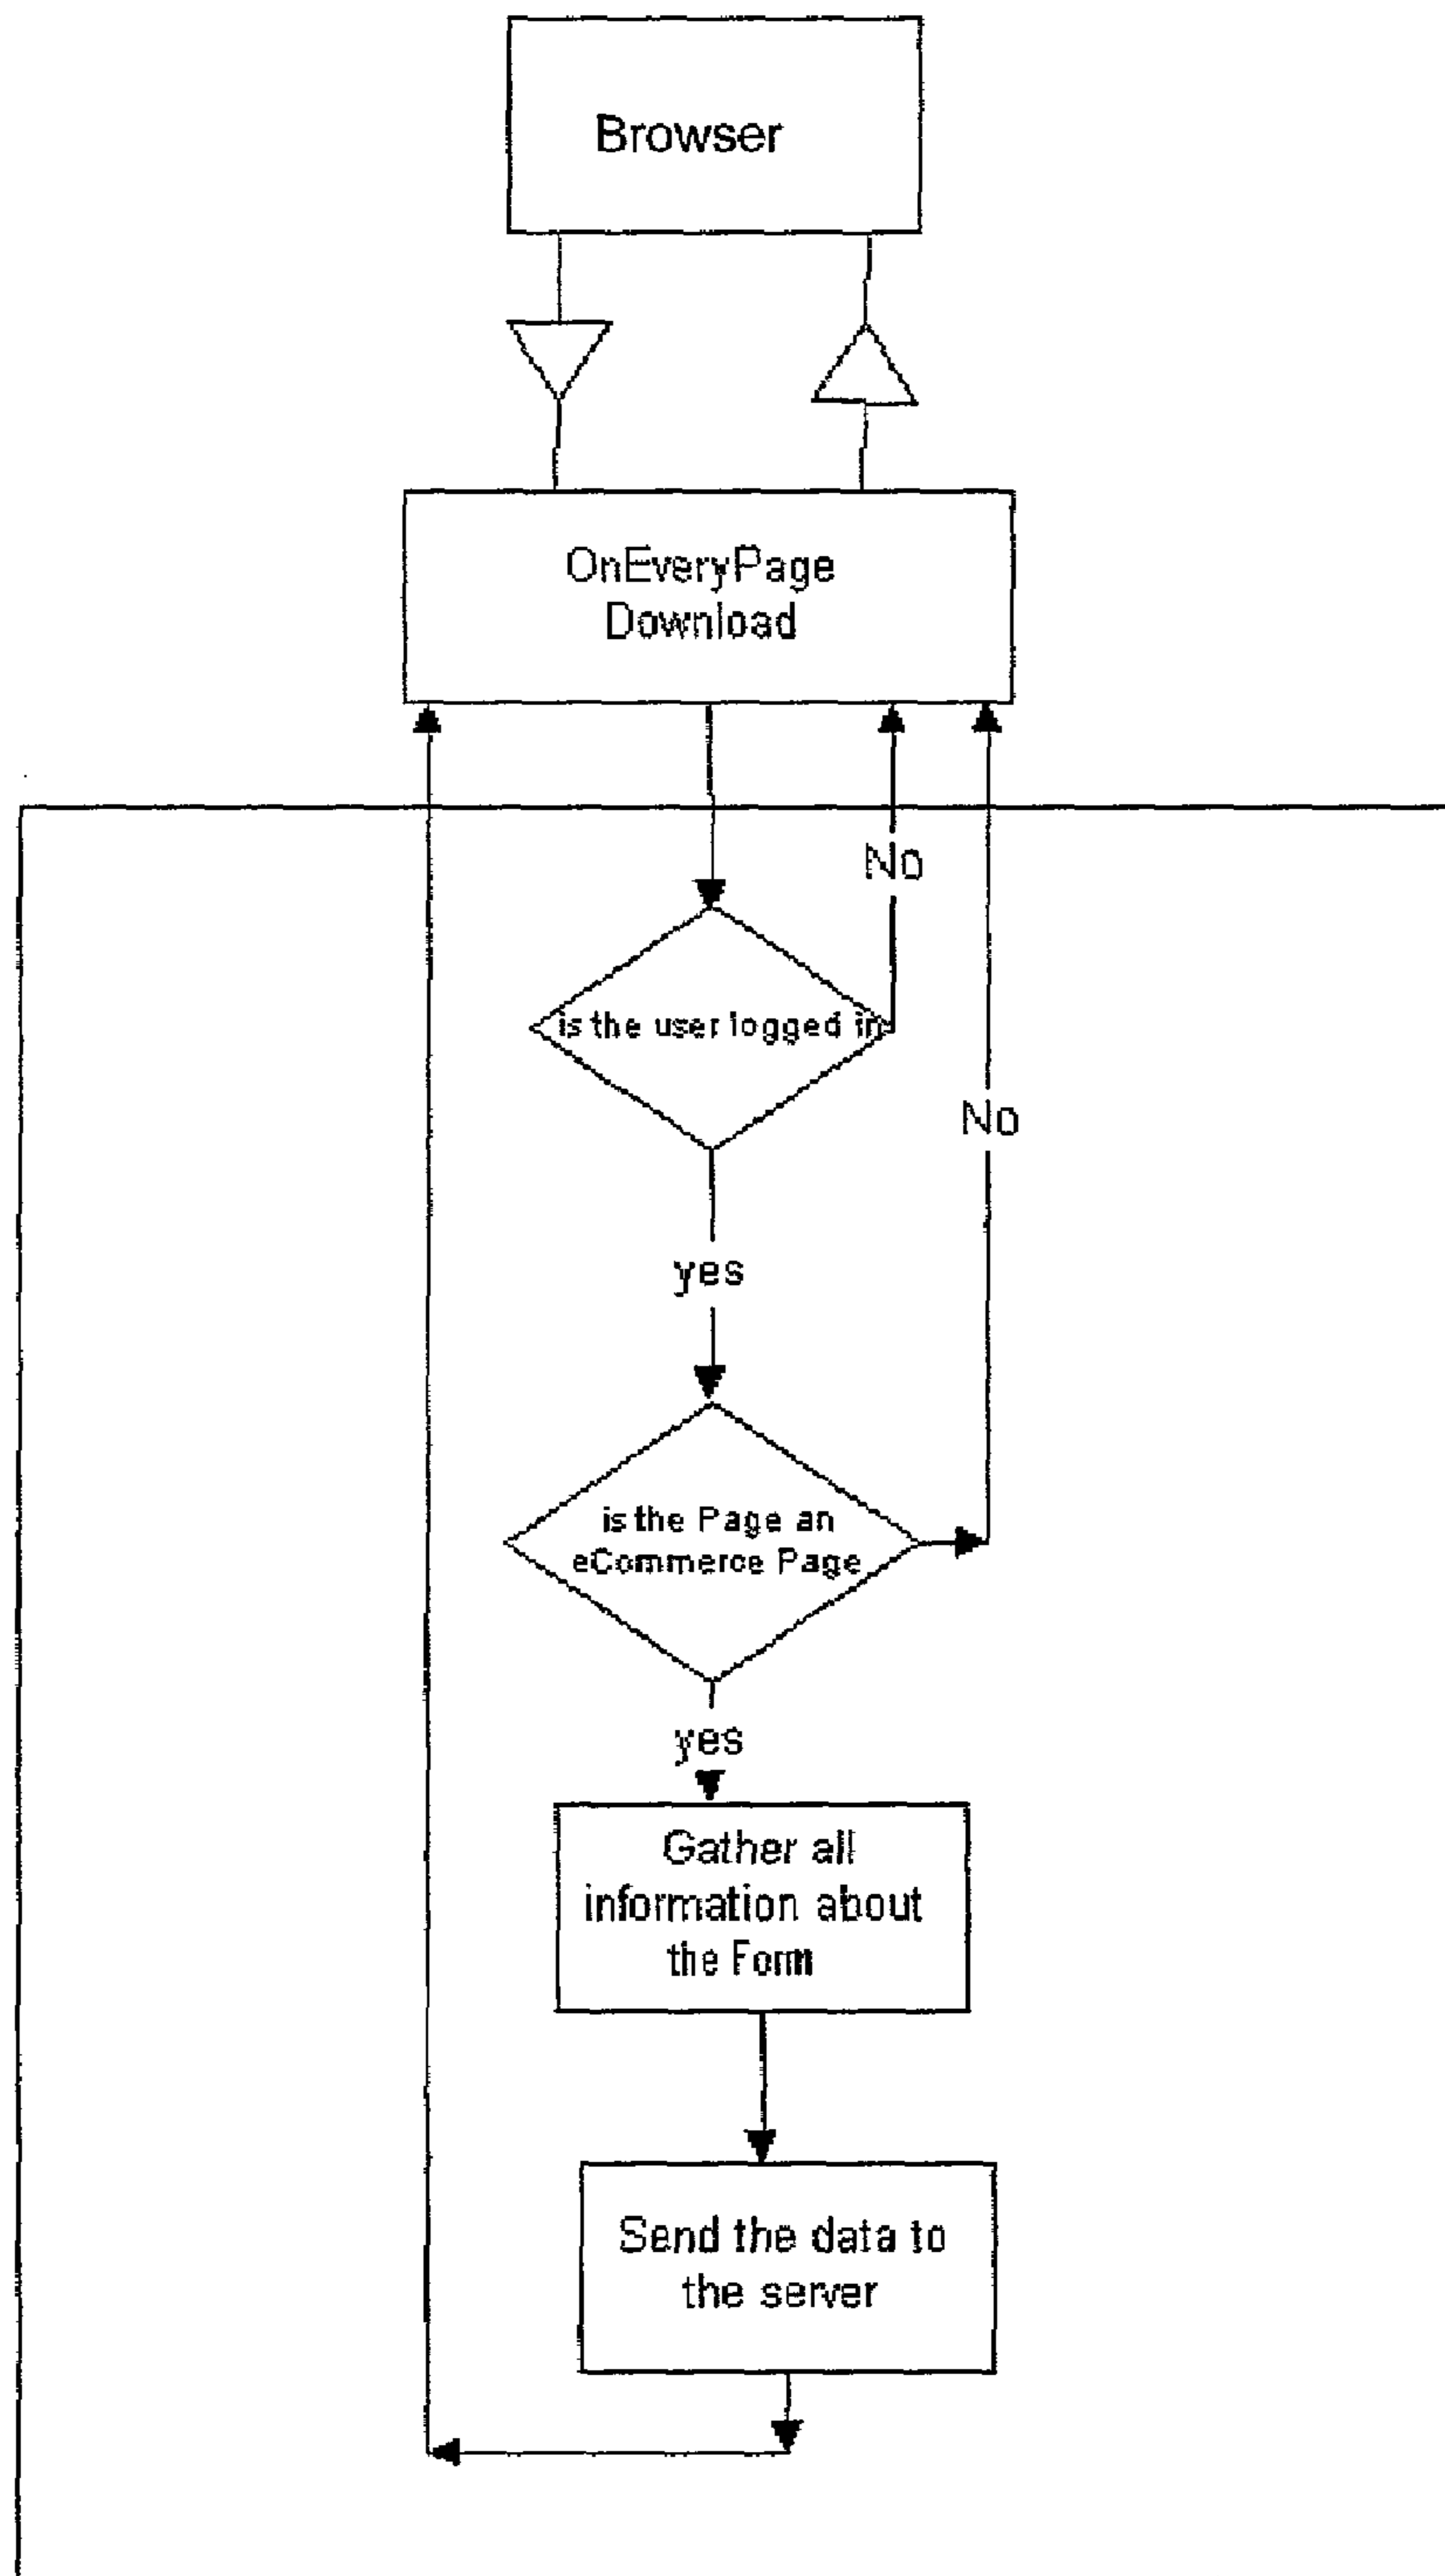 Browser
OnEveryPage
Download
No
is the user logged in
No
yes
is the Page an
eCommerce Page
yes
Gather all
information about
the Form
Send the data to
the server